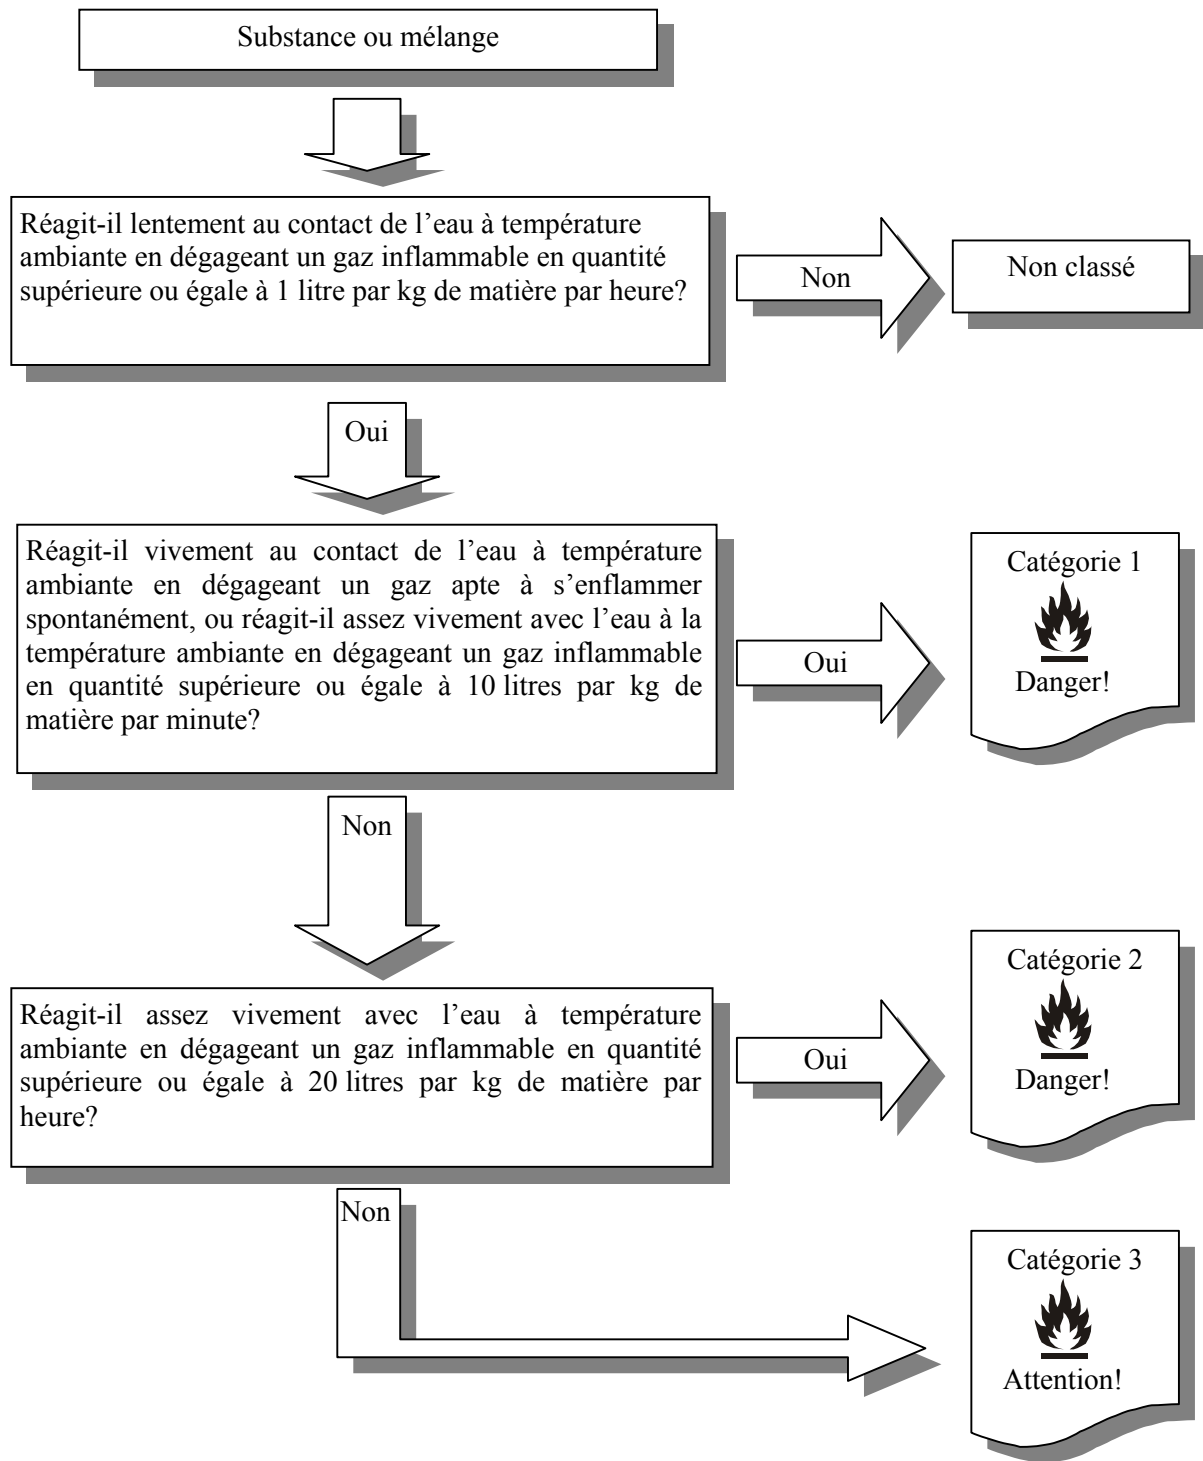 Substance ou mélange
Réagit-il lentement au contact de l’eau à température
ambiante en dégageant un gaz inflammable en quantité
supérieure ou égale à 1 litre par kg de matière par heure?
Non
Non classé
Oui
Réagit-il vivement au contact de l’eau à température
ambiante en dégageant un gaz apte à s’enflammer
spontanément, ou réagit-il assez vivement avec l’eau à la
température ambiante en dégageant un gaz inflammable
en quantité supérieure ou égale à 10 litres par kg de
matière par minute?
Oui
Catégorie 1
Danger!
Non
Réagit-il assez vivement avec l’eau à température
ambiante en dégageant un gaz inflammable en quantité
supérieure ou égale à 20 litres par kg de matière par
heure?
Oui
Catégorie 2
Danger!
Non
Catégorie 3
Attention!